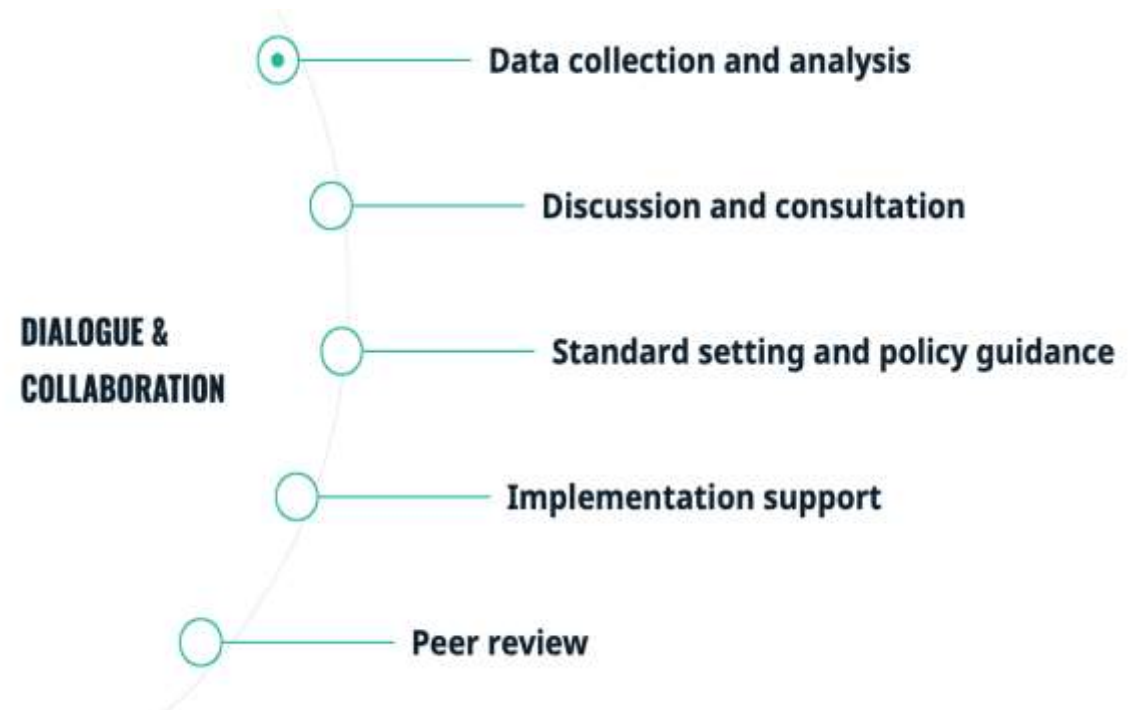 Data collection and analysis
Discussion and consultation
DIALOGUE &
COLLABORATION
Standard setting and policy guidance
Implementation support
Peer review